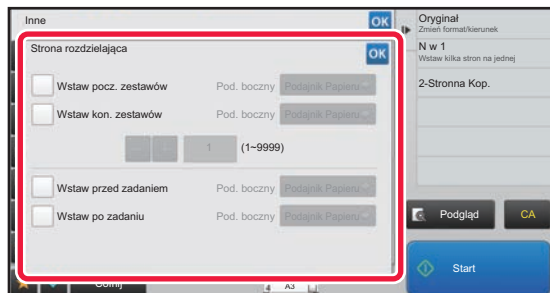 Inne
OK
Strona rozdzielająca
OK
Wstaw pocz. zestawów
Pod. boczny
Podajnik Papieru
Wstaw kon. zestawów
Pod. boczny
Podajnik Papieru
1
(1~9999)
Wstaw przed zadaniem
Pod. boczny
Podajnik Papieru
Wstaw po zadaniu
Pod. boczny
Podajnik Papieru
A3
Oryginał
Zmień format/kierunek
N w 1
Wstaw kilka stron na jednej
2-Stronna Kop.
Podgląd
CA
Start